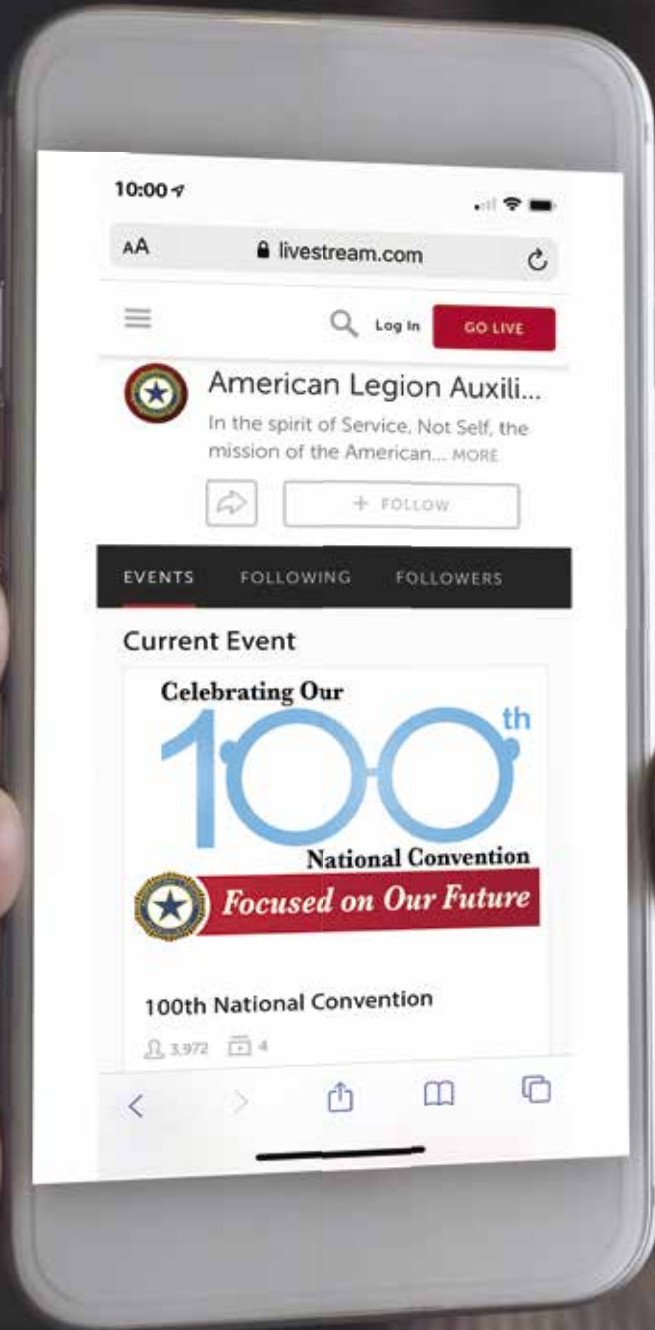 10:00
AA livestream.com
Log In GO LIVE
American Legion Auxili...
In the spirit of Service, Not Self, the
mission of the American... MORE
+ FOLLOW
EVENTS FOLLOWING FOLLOWERS
Current Event
Celebrating Our
100th
National Convention
Focused on Our Future
100th National Convention
3,972 4